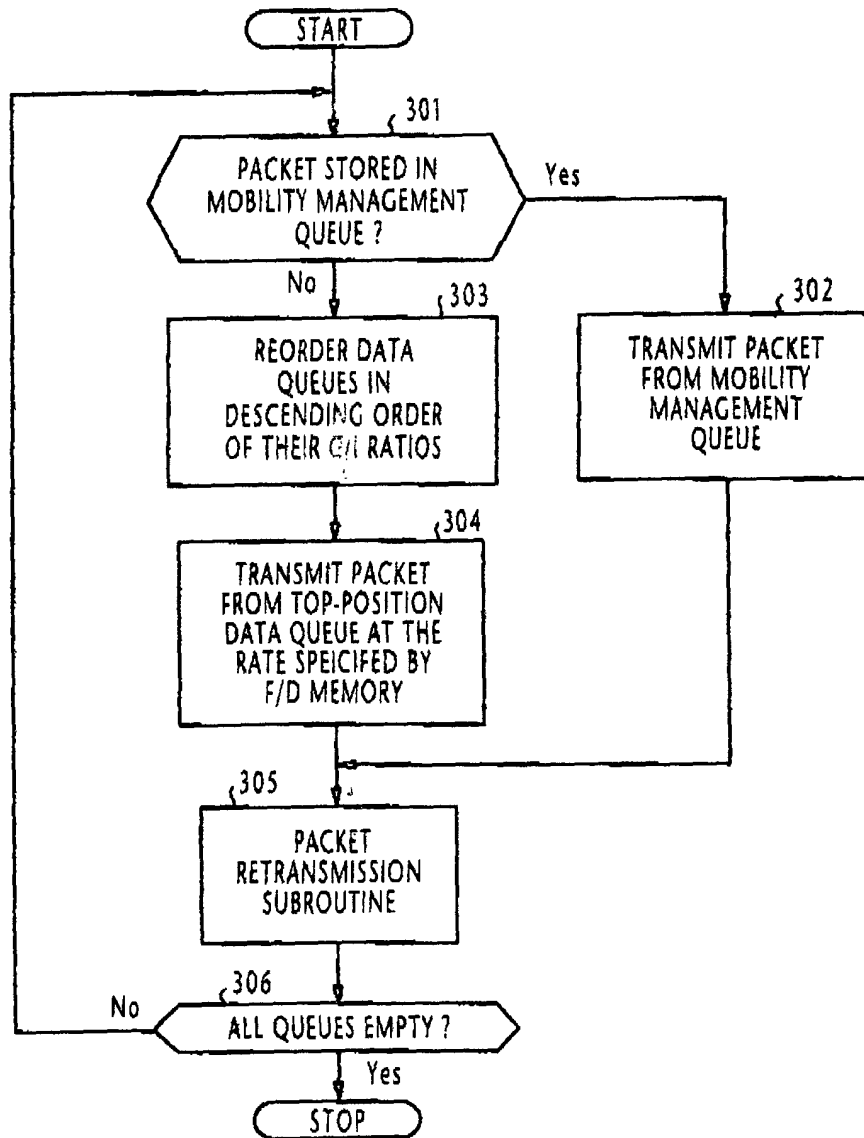 START
301
PACKET STORED IN
MOBILITY MANAGEMENT
QUEUE ?
Yes
No
303
REORDER DATA
QUEUES IN
DESCENDING ORDER
OF THEIR C/I RATIOS
302
TRANSMIT PACKET
FROM MOBILITY
MANAGEMENT
QUEUE
304
TRANSMIT PACKET
FROM TOP-POSITION
DATA QUEUE AT THE
RATE SPEICIFED BY
F/D MEMORY
305
PACKET
RETRANSMISSION
SUBROUTINE
306
No
ALL QUEUES EMPTY ?
Yes
STOP